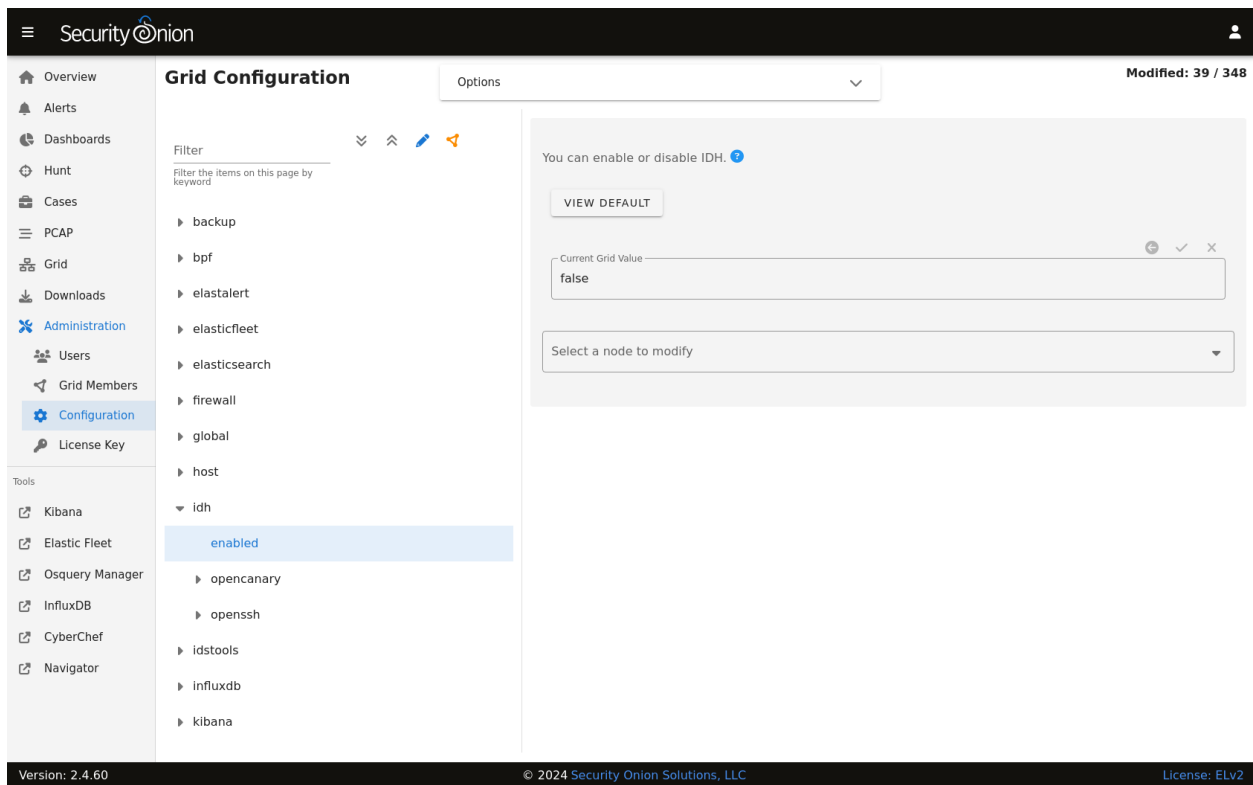 Security Onion
Overview
Alerts
Dashboards
Hunt
Cases
PCAP
Grid
Downloads
Administration
Users
Grid Members
Configuration
License Key
Tools
Kibana
Elastic Fleet
Osquery Manager
InfluxDB
CyberChef
Navigator
Grid Configuration
Options
Modified: 39 / 348
Filter
Filter the items on this page by
keyword
backup
bpf
elastalert
elasticfleet
elasticsearch
firewall
global
host
idh
enabled
opencanary
openssh
idstools
influxdb
kibana
You can enable or disable IDH. ?
VIEW DEFAULT
Current Grid Value
false
Select a node to modify
Version: 2.4.60
© 2024 Security Onion Solutions, LLC
License: ELv2